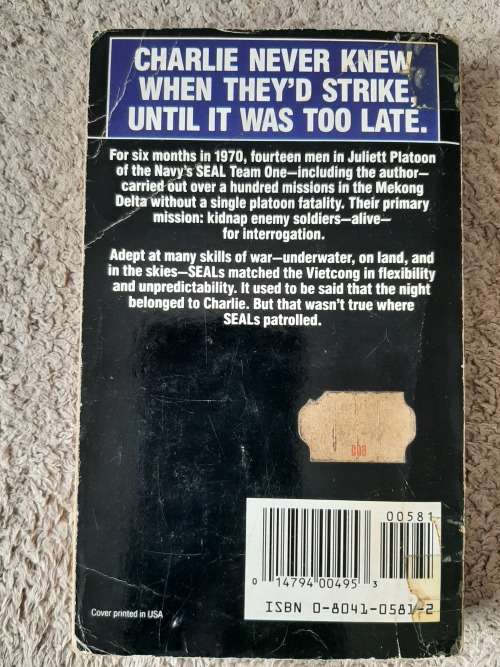 CHARLIE NEVER KNEW
WHEN THEY'D STRIKE,
UNTIL IT WAS TOO LATE.
For six months in 1970, fourteen men in Juliett Platoon
of the Navy's SEAL Team One—including the author—
carried out over a hundred missions in the Mekong
Delta without a single platoon fatality. Their primary
mission: kidnap enemy soldiers—alive—
for interrogation.
Adept at many skills of war—underwater, on land, and
in the skies—SEALs matched the Vietcong in flexibility
and unpredictability. It used to be said that the night
belonged to Charlie. But that wasn't true where
SEALs patrolled.
00581
0 14794 00495 3
ISBN 0-8041-0581-2
Cover printed in USA